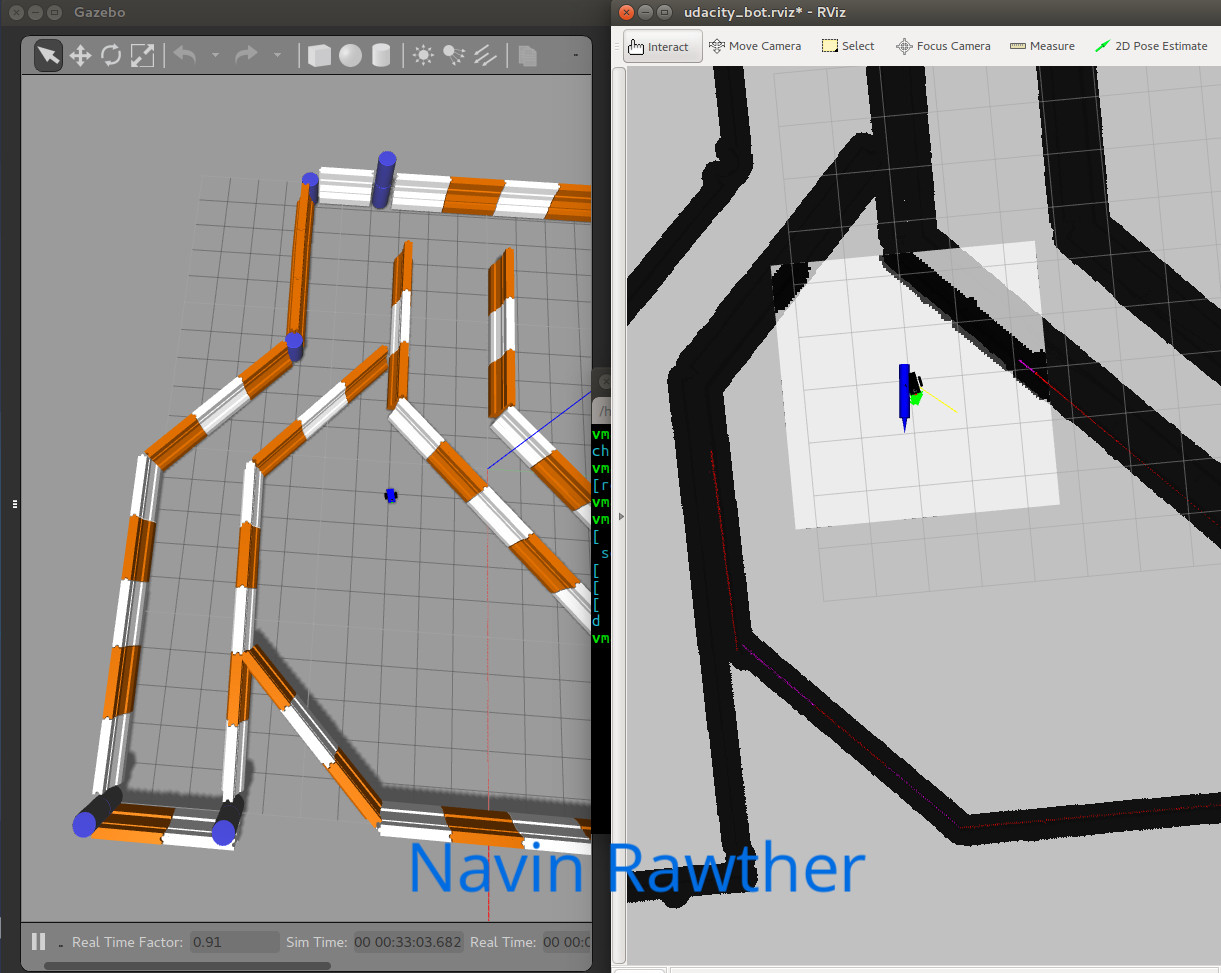 Gazebo
udacity_bot.rviz* - RViz
Interact
Move Camera
Select
Focus Camera
Measure
2D Pose Estimate
/h
vm
ch
vm
[r
vm
vm
[
s
[
[
[
d
vm
Navin Rawther
Real Time Factor: 0.91 Sim Time: 00 00:33:03.682 Real Time: 00 00:0